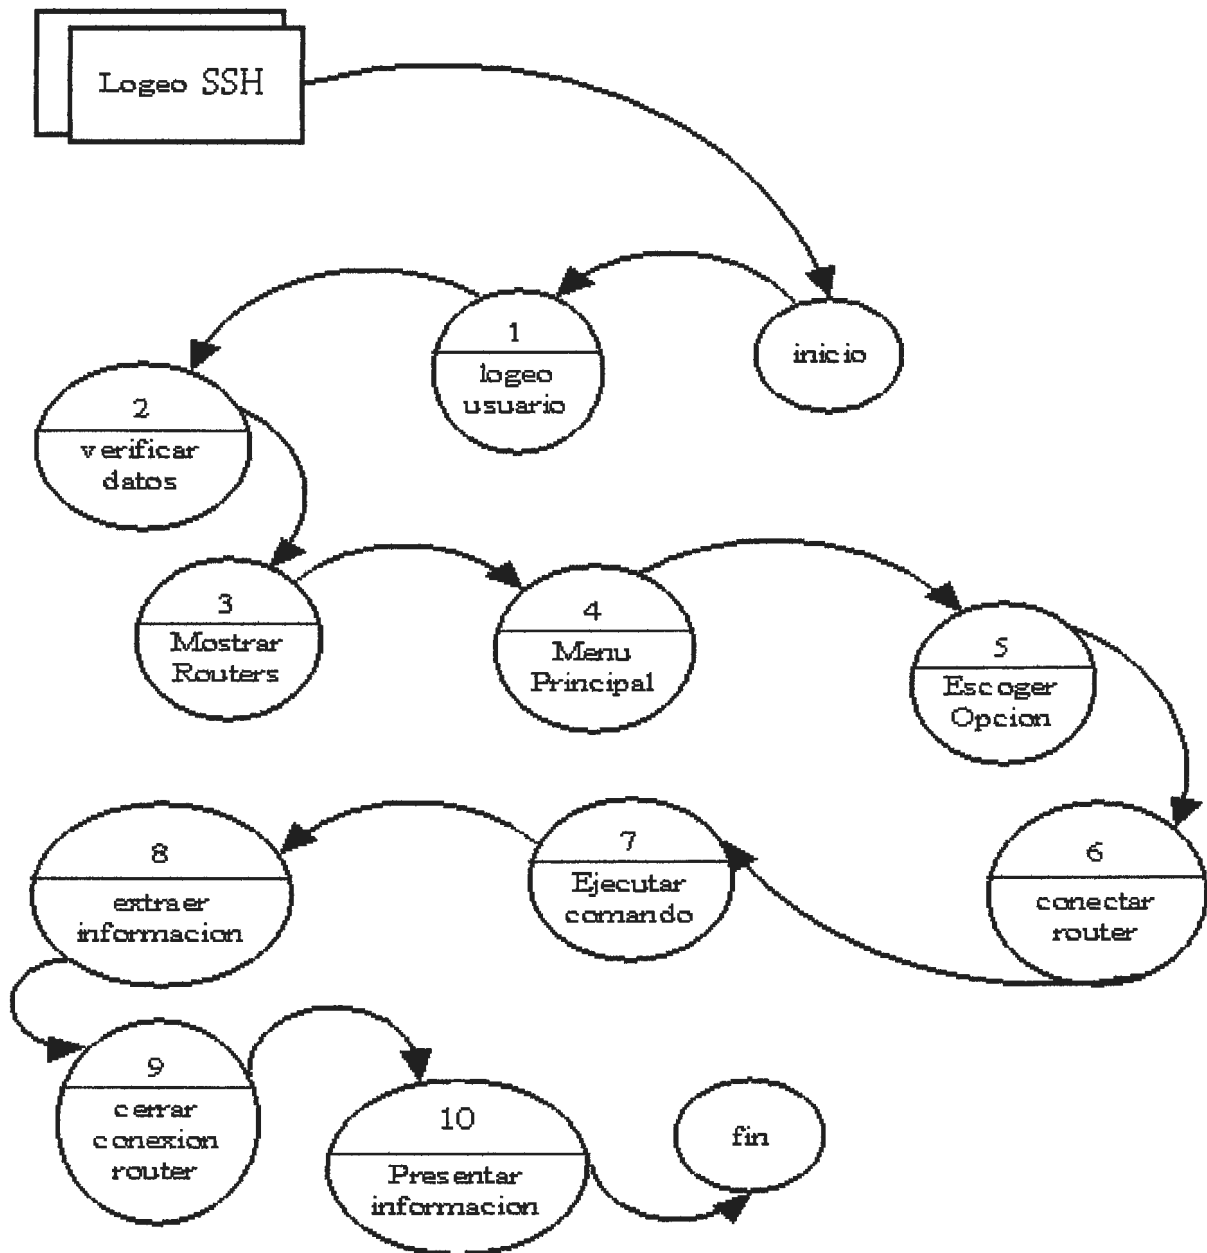 Logeo SSH
inicio
1
logeo
usuario
2
verificar
datos
3
Mostrar
Routers
4
Menu
Principal
5
Escoger
Opcion
6
conectar
router
7
Ejecutar
comando
8
extraer
informacion
9
cerrar
conexion
router
10
Presentar
informacion
fin